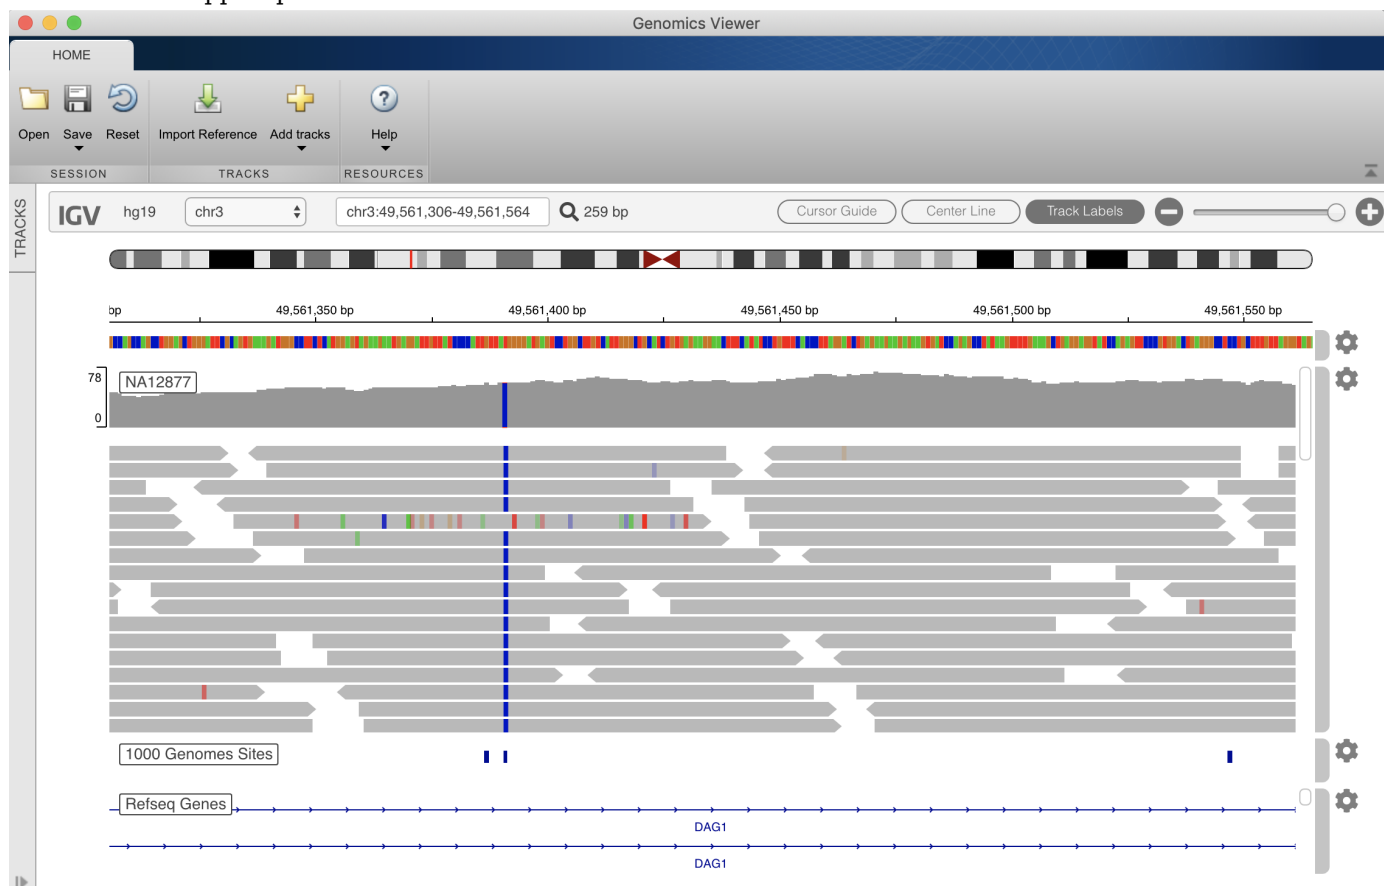 Genomics Viewer
HOME
Open Save Reset Import Reference Add tracks Help
SESSION TRACKS RESOURCES
TRACKS
IGV hg19 chr3 chr3:49,561,306-49,561,564 259 bp Cursor Guide Center Line Track Labels
bp 49,561,350 bp 49,561,400 bp 49,561,450 bp 49,561,500 bp 49,561,550 bp
78
NA12877
0
1000 Genomes Sites
Refseq Genes
DAG1
DAG1